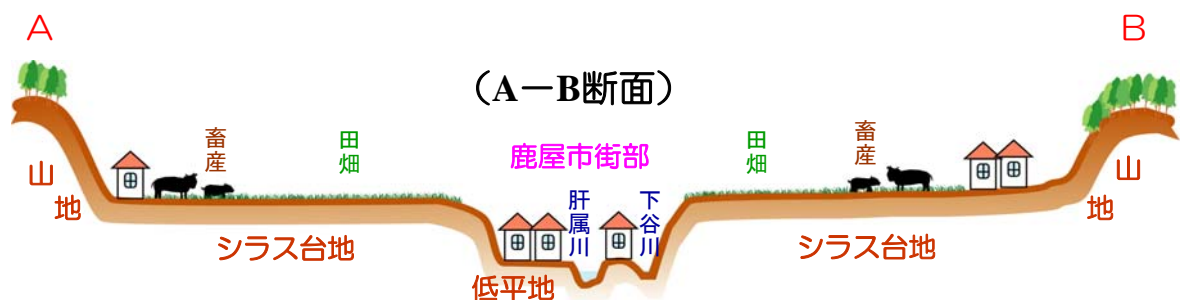 A
B
(A－B断面)
畜産
田畑
鹿屋市街部
田畑
畜産
山地
肝属川
下谷川
山地
シラス台地
シラス台地
低平地